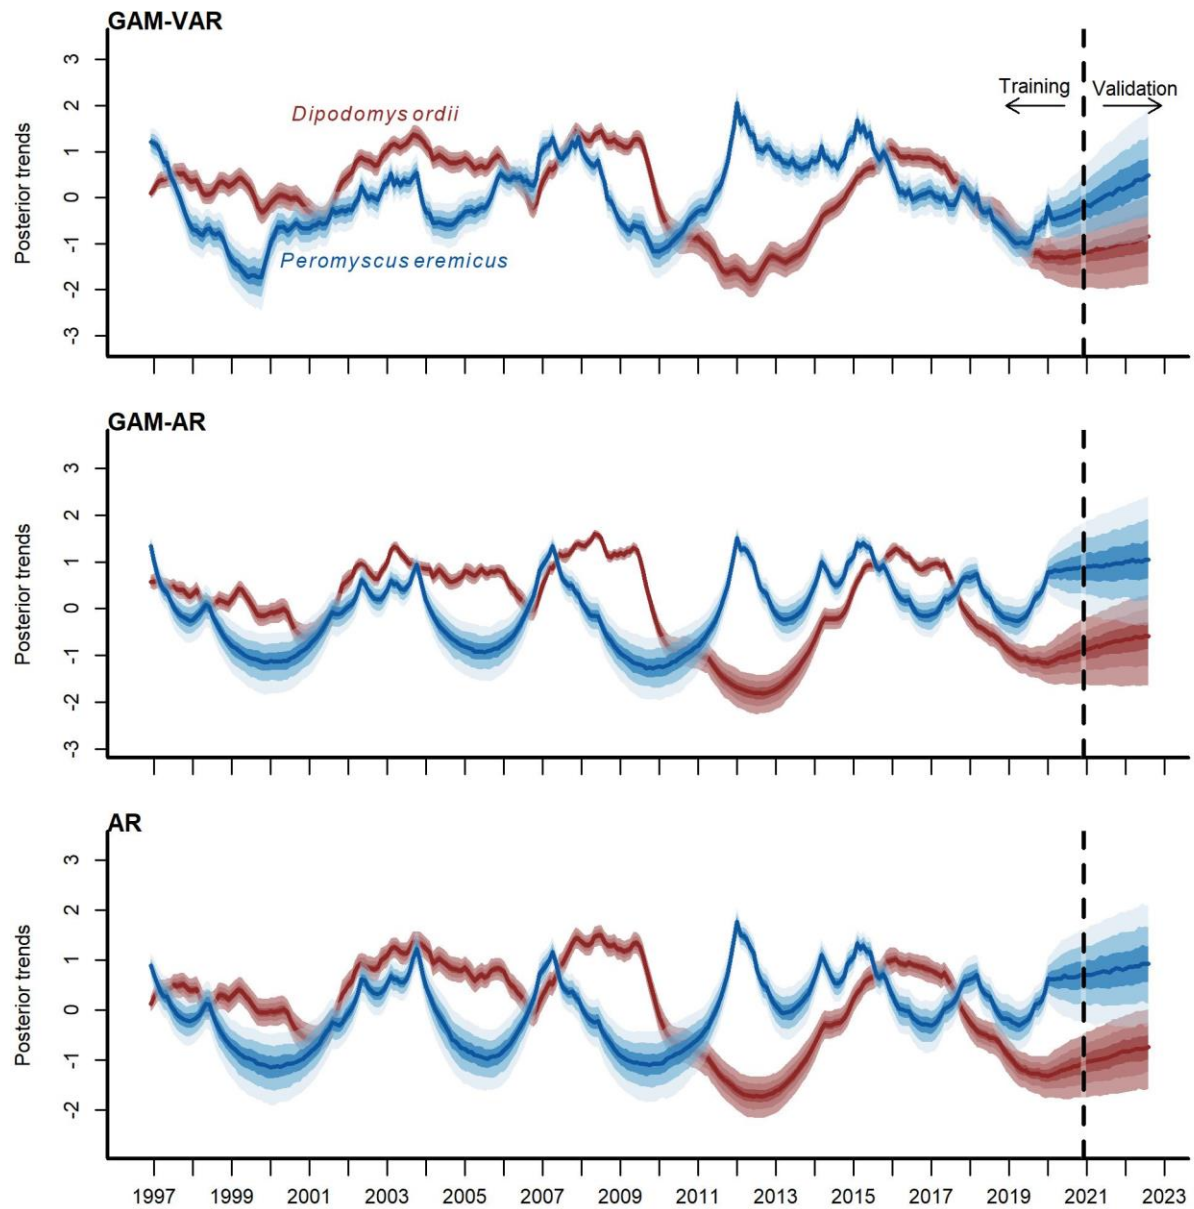 GAM-VAR
Posterior trends
3
2
1
0
-1
-2
-3
Dipodomys ordii
Peromyscus eremicus
Training
Validation
GAM-AR
Posterior trends
3
2
1
0
-1
-2
-3
AR
Posterior trends
3
2
1
0
-1
-2
1997 1999 2001 2003 2005 2007 2009 2011 2013 2015 2017 2019 2021 2023